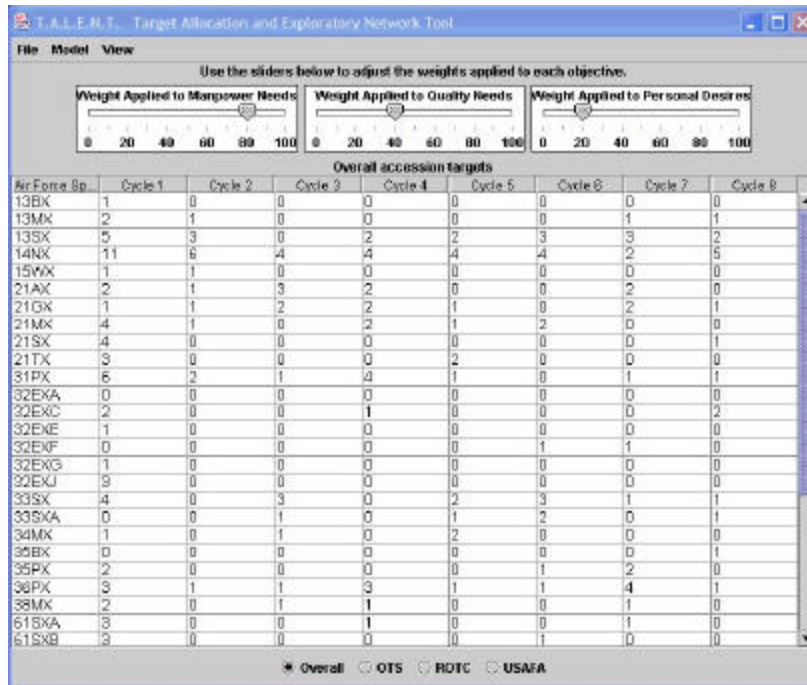 T.A.L.E.N.T. Target Allocation and Exploratory Network Tool
File Model View
Use the sliders below to adjust the weights applied to each objective.
Weight Applied to Manpower Needs Weight Applied to Quality Needs Weight Applied to Personal Desires
0 20 40 60 80 100 0 20 40 60 80 100 0 20 40 60 80 100
Overall accession targets
Air Force Sp... Cycle 1 Cycle 2 Cycle 3 Cycle 4 Cycle 5 Cycle 6 Cycle 7 Cycle 8
13BX 1 0 0 0 0 0 0 0
13MX 2 1 0 0 0 0 1 1
13SX 5 3 0 2 2 3 3 2
14NX 11 6 4 4 4 4 2 5
15WX 1 1 0 0 0 0 0 0
21AX 2 1 3 2 0 0 2 0
21GX 1 1 2 2 1 0 2 1
21MX 4 1 0 2 1 2 0 0
21SX 4 0 0 0 0 0 0 1
21TX 3 0 0 0 2 0 0 0
31PX 6 2 1 4 1 0 1 1
32EXA 0 0 0 0 0 0 0 0
32EXC 2 0 0 1 0 0 0 2
32EXE 1 0 0 0 0 0 0 0
32EXF 0 0 0 0 0 1 1 0
32EXG 1 0 0 0 0 0 0 0
32EXJ 3 0 0 0 0 0 0 0
33SX 4 0 3 0 2 3 1 1
33SXA 0 0 1 0 1 2 0 1
34MX 1 0 1 0 2 0 0 0
35BX 0 0 0 0 0 0 0 1
35PX 2 0 0 0 0 1 2 0
36PX 3 1 1 3 1 1 4 1
38MX 2 0 1 1 0 0 1 0
61SXA 3 0 0 1 0 0 1 0
61SXB 3 0 0 0 0 1 0 0
Overall OTS ROTC USAFA